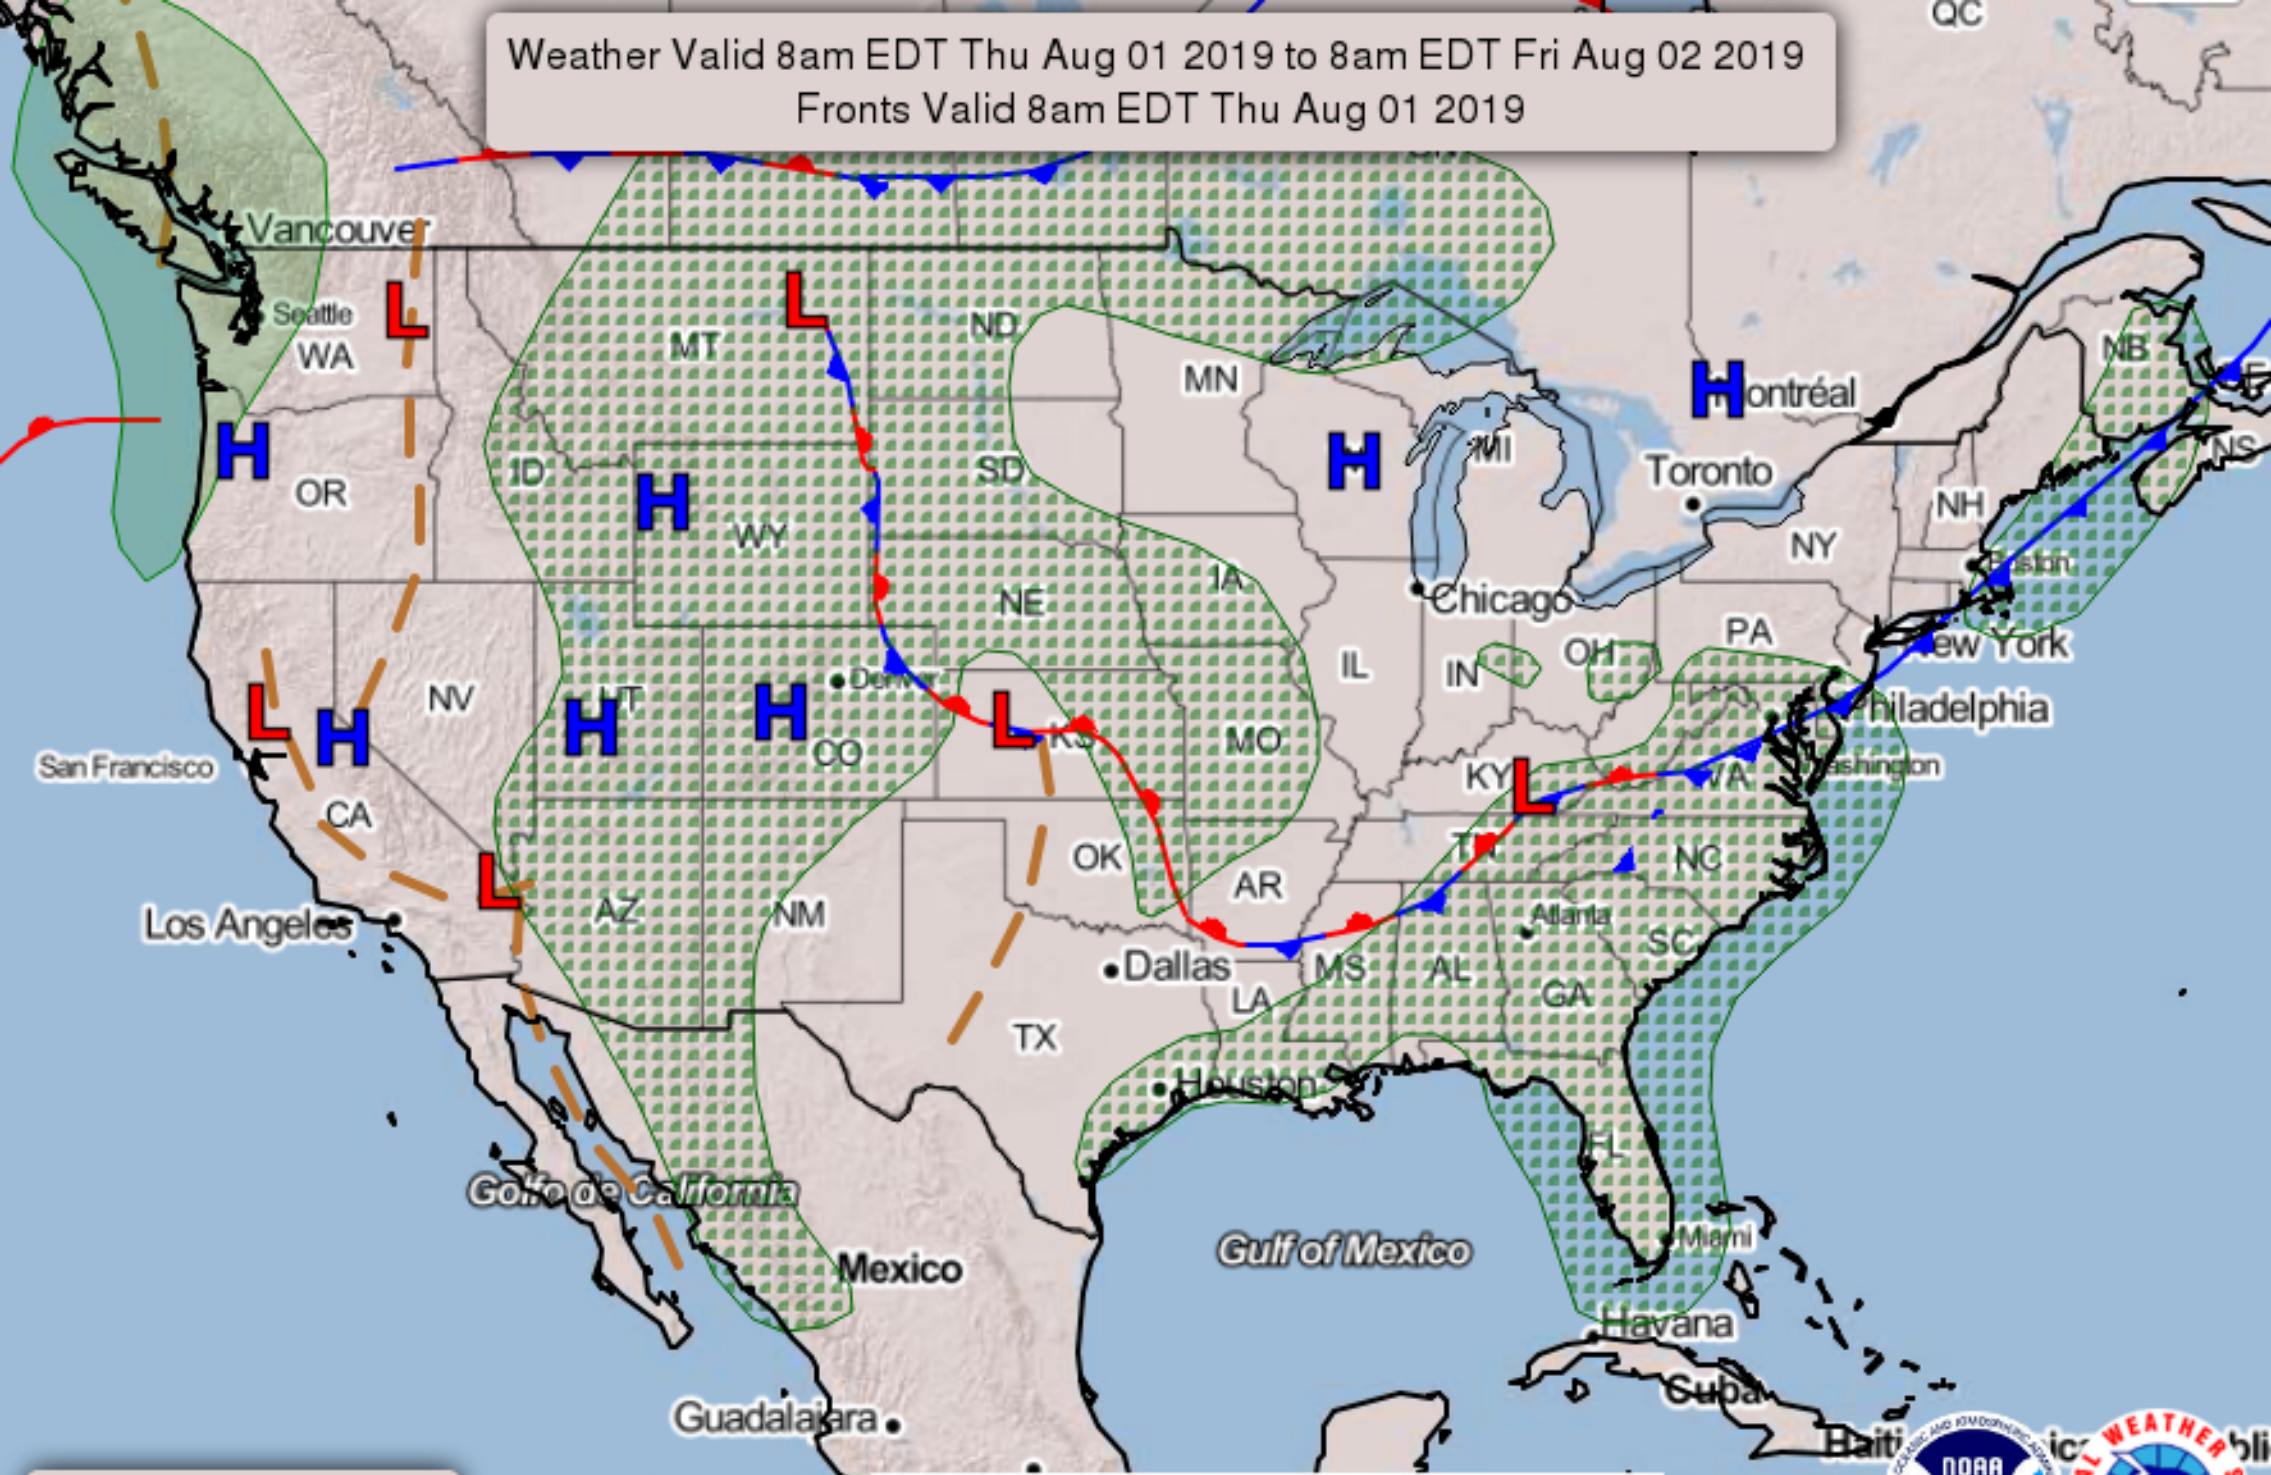 QC
Weather Valid 8am EDT Thu Aug 01 2019 to 8am EDT Fri Aug 02 2019
Fronts Valid 8am EDT Thu Aug 01 2019
Vancouver
Seattle
L
L
WA
MT
ND
MN
NB
H
ontréal
H
OR
ID
H
WY
SD
H
MI
Toronto
NS
NH
NY
Boston
IA
NE
Chicago
PA
New York
IL
IN
OH
Denver
L
H
NV
H
UT
H
CO
L
KS
MO
Philadelphia
San Francisco
CA
KY
L
VA
Washington
TN
NC
OK
AR
L
Los Angeles
AZ
NM
Atlanta
SC
Dallas
MS
AL
GA
LA
TX
Houston
FL
Golfo de California
Miami
Gulf of Mexico
Mexico
Havana
Cuba
Guadalajara
Haiti
WEATHER
NOAA